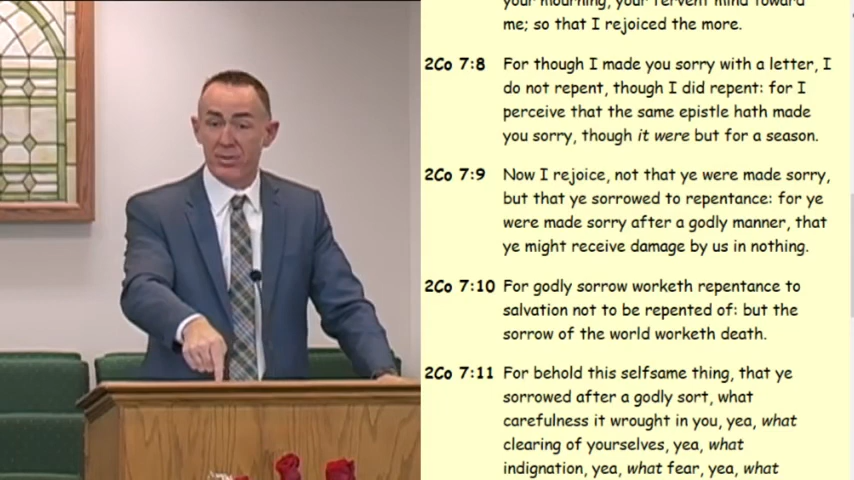 your mourning, your fervent mind toward
me; so that I rejoiced the more.
2Co 7:8 For though I made you sorry with a letter, I
do not repent, though I did repent: for I
perceive that the same epistle hath made
you sorry, though it were but for a season.
2Co 7:9 Now I rejoice, not that ye were made sorry,
but that ye sorrowed to repentance: for ye
were made sorry after a godly manner, that
ye might receive damage by us in nothing.
2Co 7:10 For godly sorrow worketh repentance to
salvation not to be repented of: but the
sorrow of the world worketh death.
2Co 7:11 For behold this selfsame thing, that ye
sorrowed after a godly sort, what
carefulness it wrought in you, yea, what
clearing of yourselves, yea, what
indignation, yea, what fear, yea, what